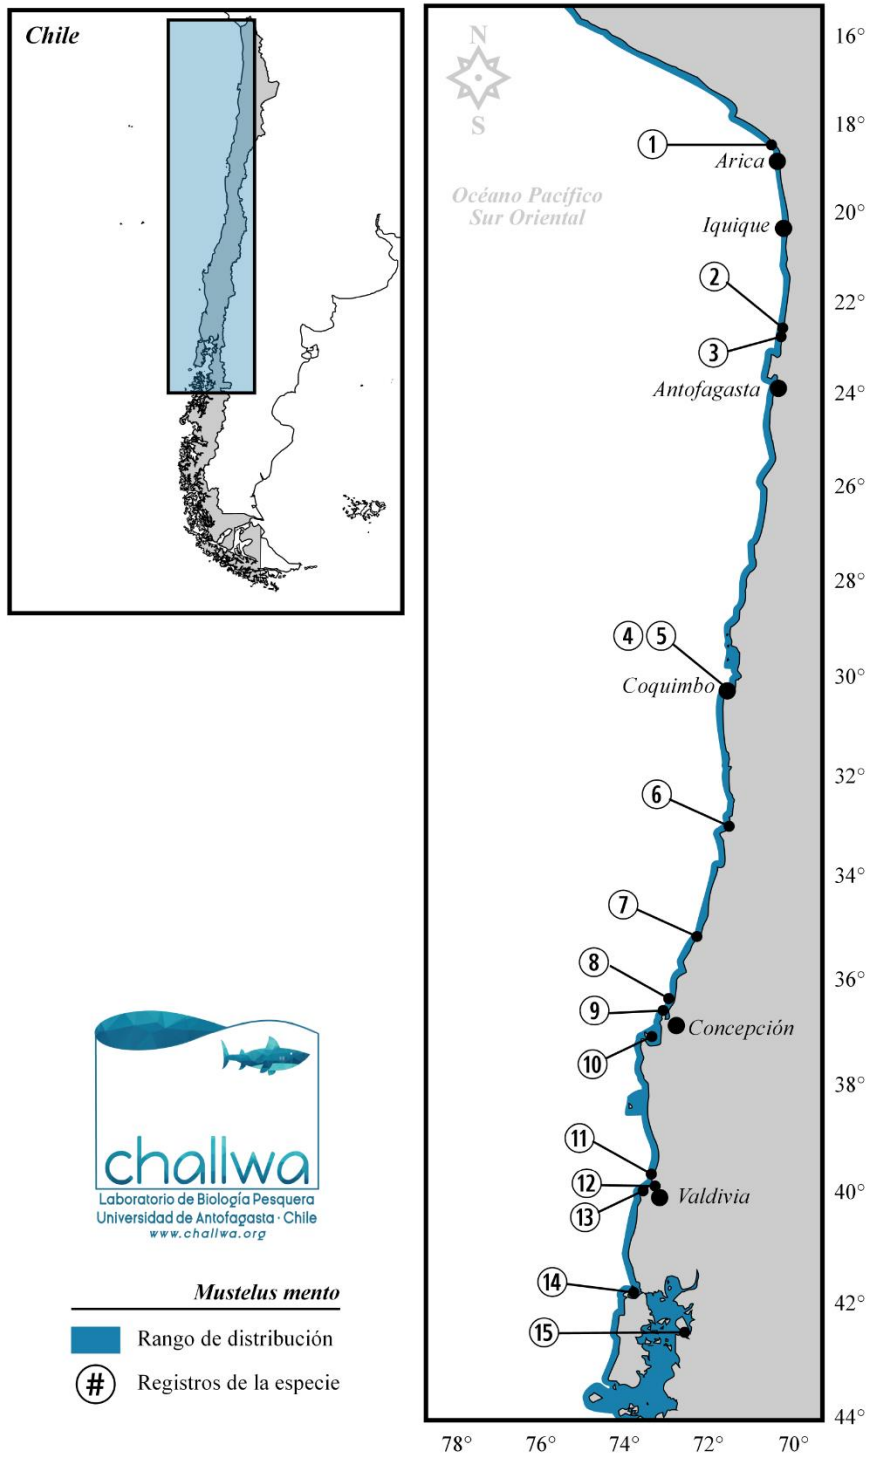 Chile
N
S
Océano Pacífico
Sur Oriental
1
Arica
Iquique
2
3
Antofagasta
4 5
Coquimbo
6
7
8
9
Concepción
10
11
12
Valdivia
13
14
15
16°
18°
20°
22°
24°
26°
28°
30°
32°
34°
36°
38°
40°
42°
44°
78° 76° 74° 72° 70°
challwa
Laboratorio de Biología Pesquera
Universidad de Antofagasta · Chile
www.challwa.org
Mustelus mento
Rango de distribución
# Registros de la especie